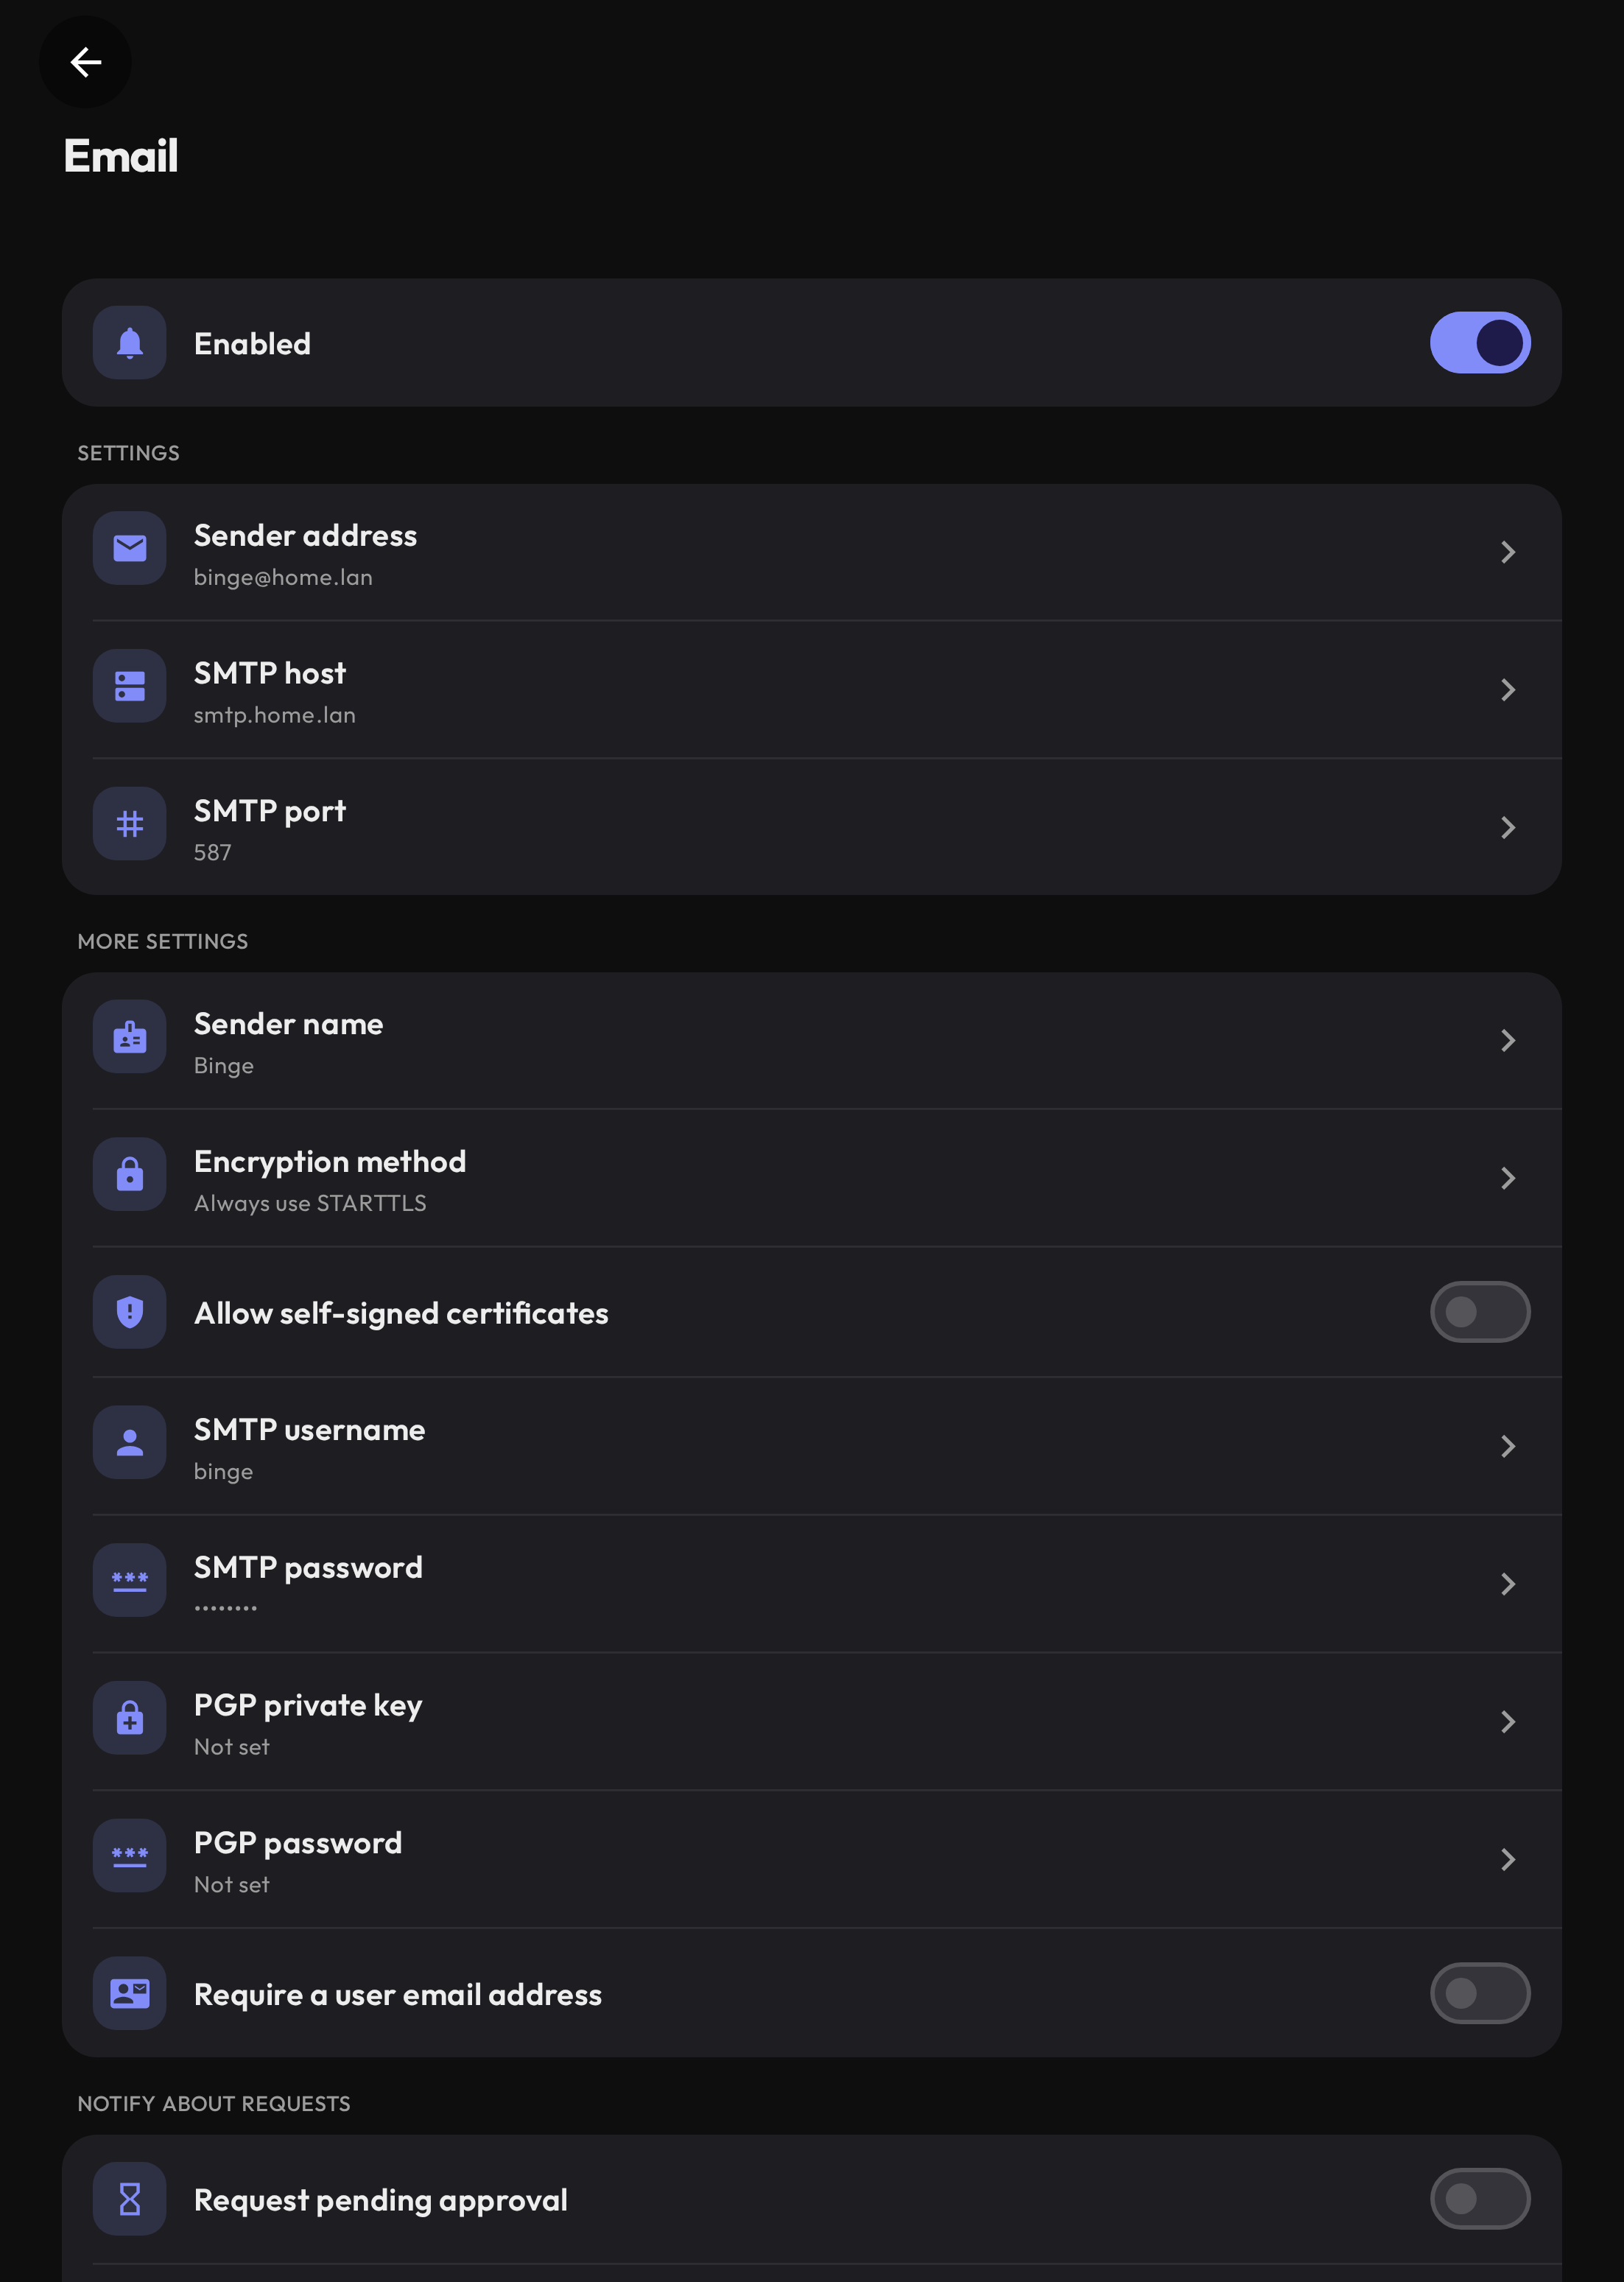 Email
Enabled
SETTINGS
Sender address
binge@home.lan
SMTP host
smtp.home.lan
SMTP port
587
MORE SETTINGS
Sender name
Binge
Encryption method
Always use STARTTLS
Allow self-signed certificates
SMTP username
binge
SMTP password
••••••••
PGP private key
Not set
PGP password
Not set
Require a user email address
NOTIFY ABOUT REQUESTS
Request pending approval